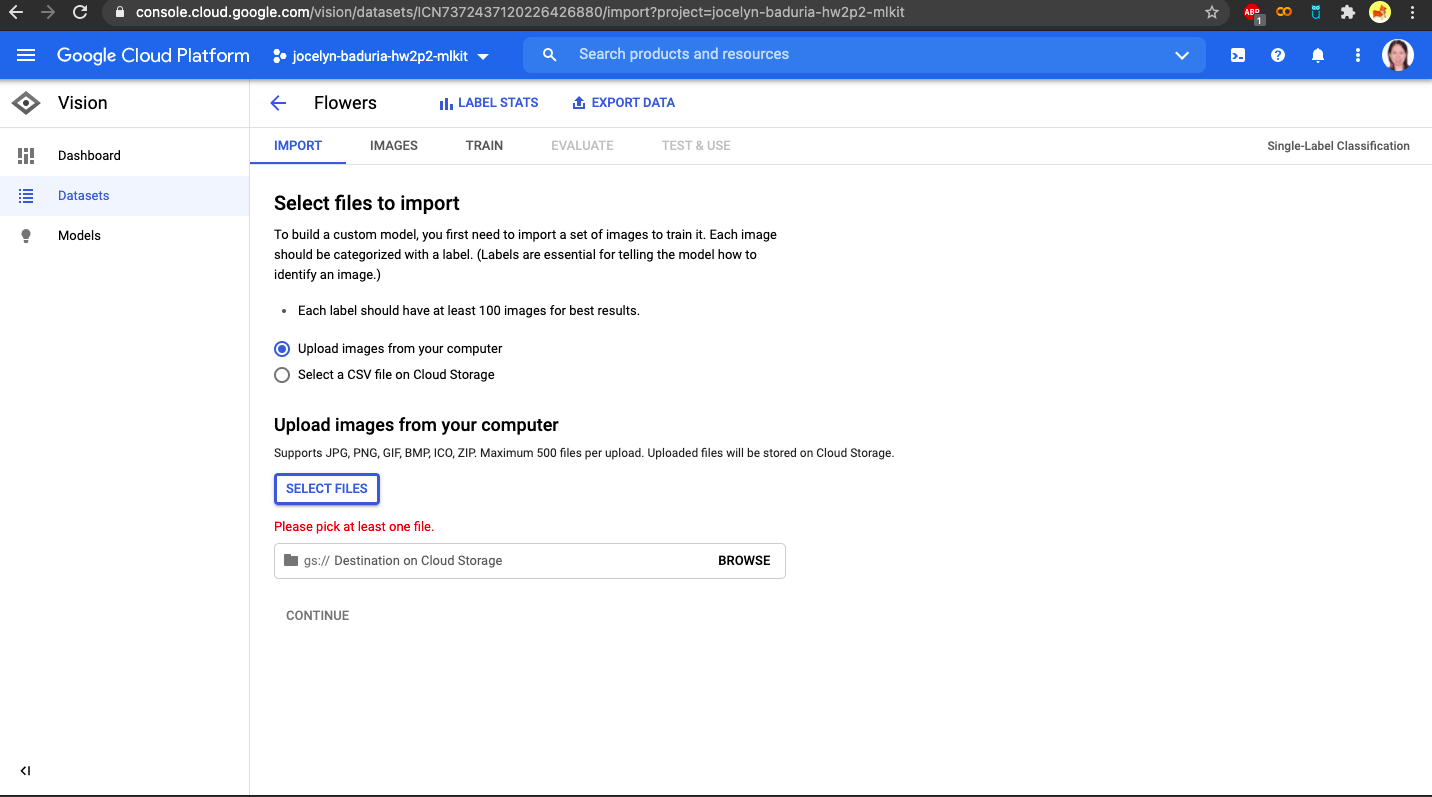 console.cloud.google.com/vision/datasets/ICN7372437120226426880/import?project=jocelyn-baduria-hw2p2-mlkit
ABP
1
Google Cloud Platform
jocelyn-baduria-hw2p2-mlkit
Search products and resources
Vision
Flowers
LABEL STATS
EXPORT DATA
Dashboard
Datasets
Models
IMPORT
IMAGES
TRAIN
EVALUATE
TEST & USE
Single-Label Classification
Select files to import
To build a custom model, you first need to import a set of images to train it. Each image
should be categorized with a label. (Labels are essential for telling the model how to
identify an image.)
• Each label should have at least 100 images for best results.
Upload images from your computer
Select a CSV file on Cloud Storage
Upload images from your computer
Supports JPG, PNG, GIF, BMP, ICO, ZIP. Maximum 500 files per upload. Uploaded files will be stored on Cloud Storage.
SELECT FILES
Please pick at least one file.
gs:// Destination on Cloud Storage
BROWSE
CONTINUE